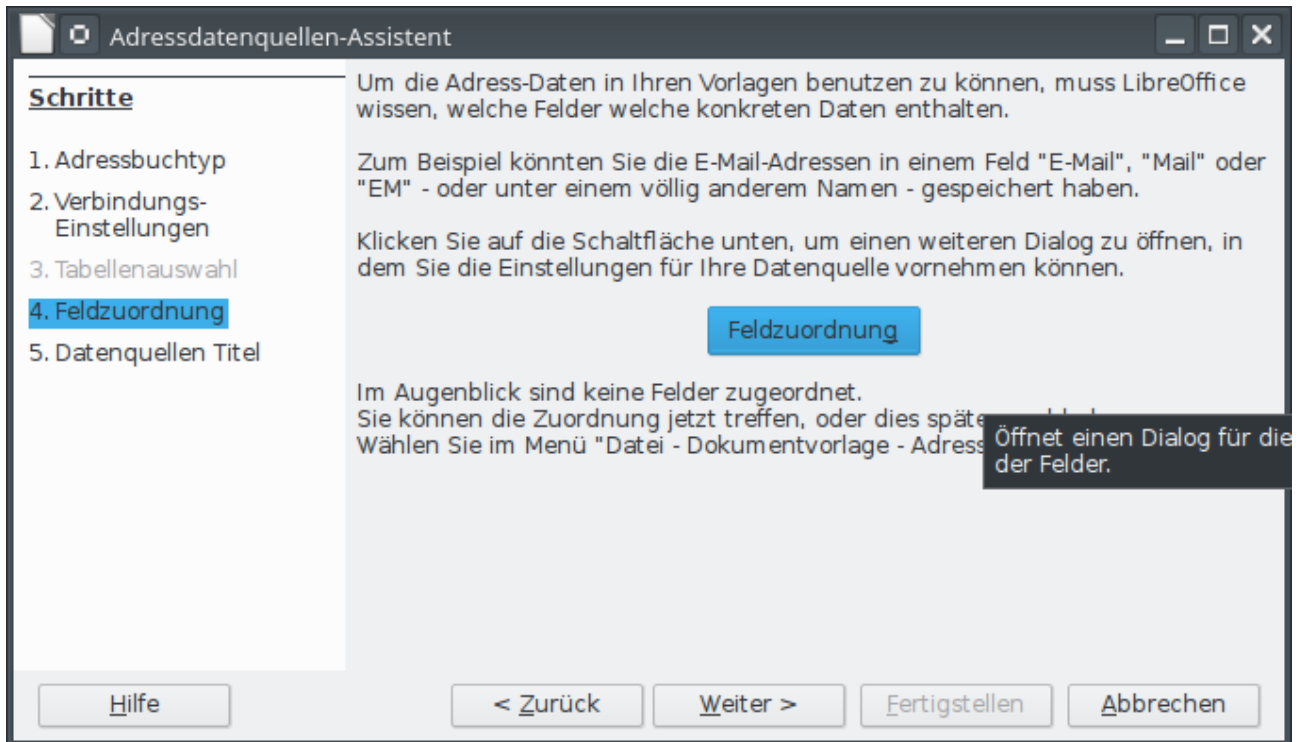 Adressdatenquellen-Assistent
Schritte
1. Adressbuchtyp
2. Verbindungs-
Einstellungen
3. Tabellenauswahl
4. Feldzuordnung
5. Datenquellen Titel
Um die Adress-Daten in Ihren Vorlagen benutzen zu können, muss LibreOffice
wissen, welche Felder welche konkreten Daten enthalten.
Zum Beispiel könnten Sie die E-Mail-Adressen in einem Feld "E-Mail", "Mail" oder
"EM" - oder unter einem völlig anderem Namen - gespeichert haben.
Klicken Sie auf die Schaltfläche unten, um einen weiteren Dialog zu öffnen, in
dem Sie die Einstellungen für Ihre Datenquelle vornehmen können.
Feldzuordnung
Im Augenblick sind keine Felder zugeordnet.
Sie können die Zuordnung jetzt treffen, oder dies späte
Wählen Sie im Menü "Datei - Dokumentvorlage - Adress
Öffnet einen Dialog für die
der Felder.
Hilfe
< Zurück
Weiter >
Fertigstellen
Abbrechen